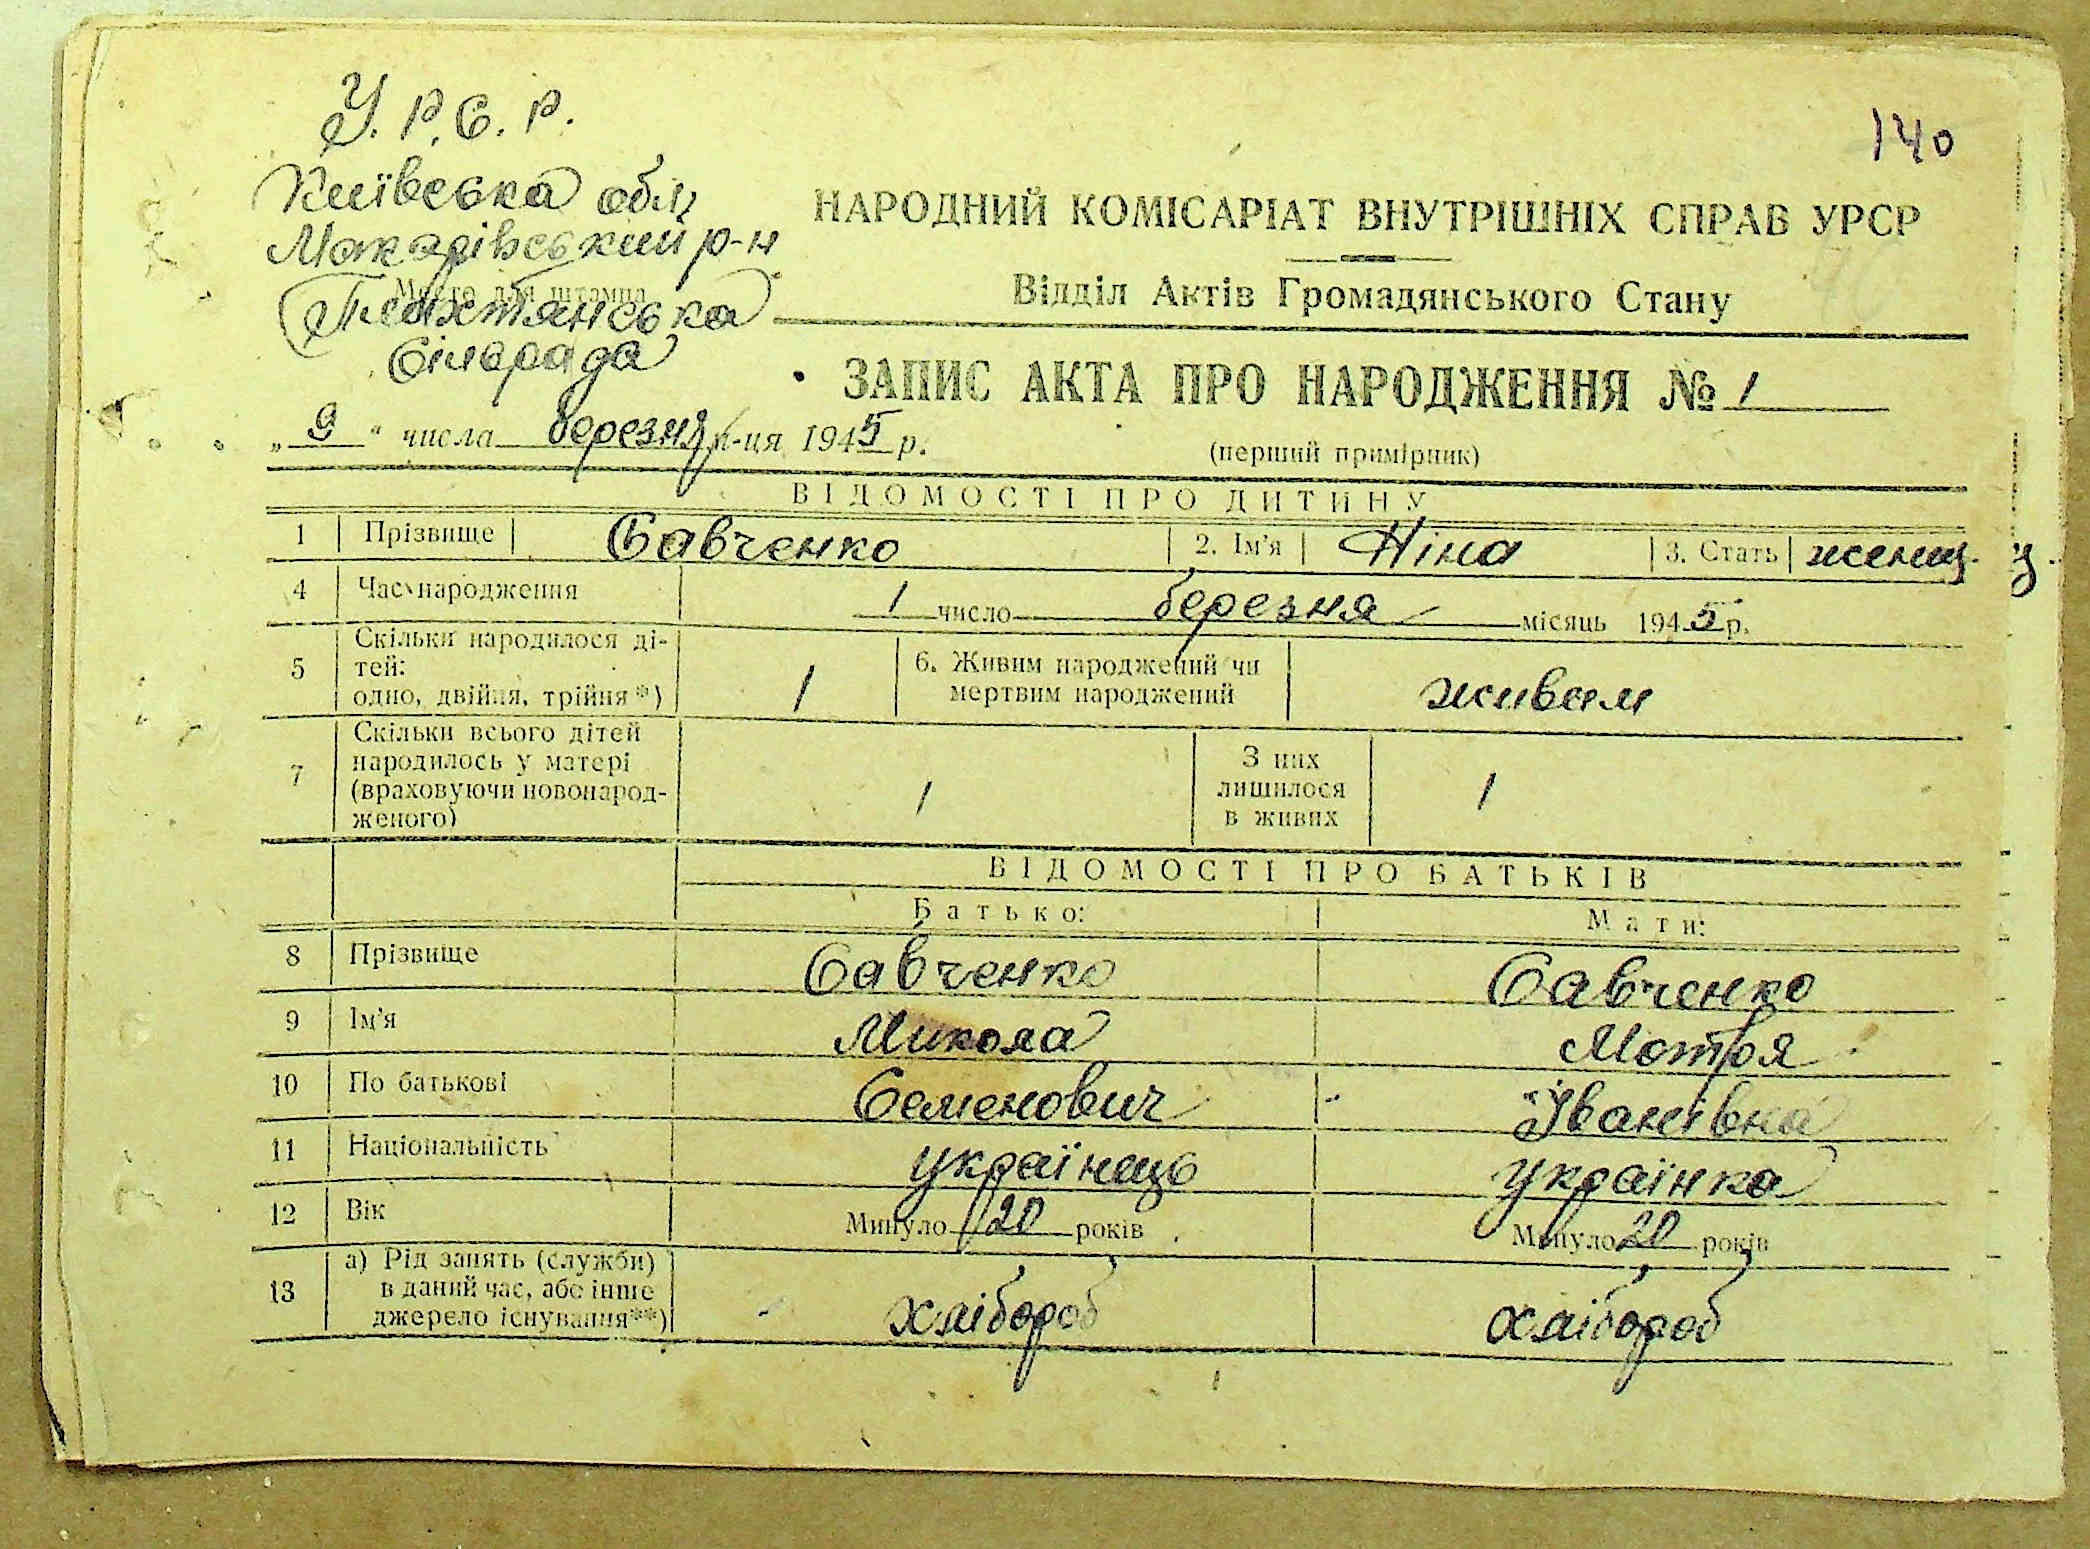 У. Р. С. Р.
140
Київська обл
Макарівський р-н
НАРОДНИЙ КОМІСАРІАТ ВНУТРІШНІХ СПРАВ УРСР
Місце для штампа
Відділ Актів Громадянського Стану
Плахтянська
сільрада
ЗАПИС АКТА ПРО НАРОДЖЕННЯ № 1
„ 9 " числа березня м-ця 1945 р.
(перший примірник)
ВІДОМОСТІ ПРО ДИТИНУ
1 Прізвище Савченко 2. Ім'я Ніна 3. Стать
4 Час народження 1 число березня місяць 1945 р.
5 Скільки народилося ді-
тей:
одно, двійня, трійня*) 1 6. Живим народжений чи
мертвим народжений живим
7 Скільки всього дітей
народилось у матері
(враховуючи новонарод-
женого) 1 З них
лишилося
в живих 1
ВІДОМОСТІ ПРО БАТЬКІВ
Батько: Мати:
8 Прізвище Савченко Савченко
9 Ім'я Микола Мотря
10 По батькові Семенович Іванівна
11 Національність українець українка
12 Вік Минуло 20 років Минуло 20 років
13 а) Рід занять (служби)
в даний час, або інше
джерело існування**) хлібороб хлібороб